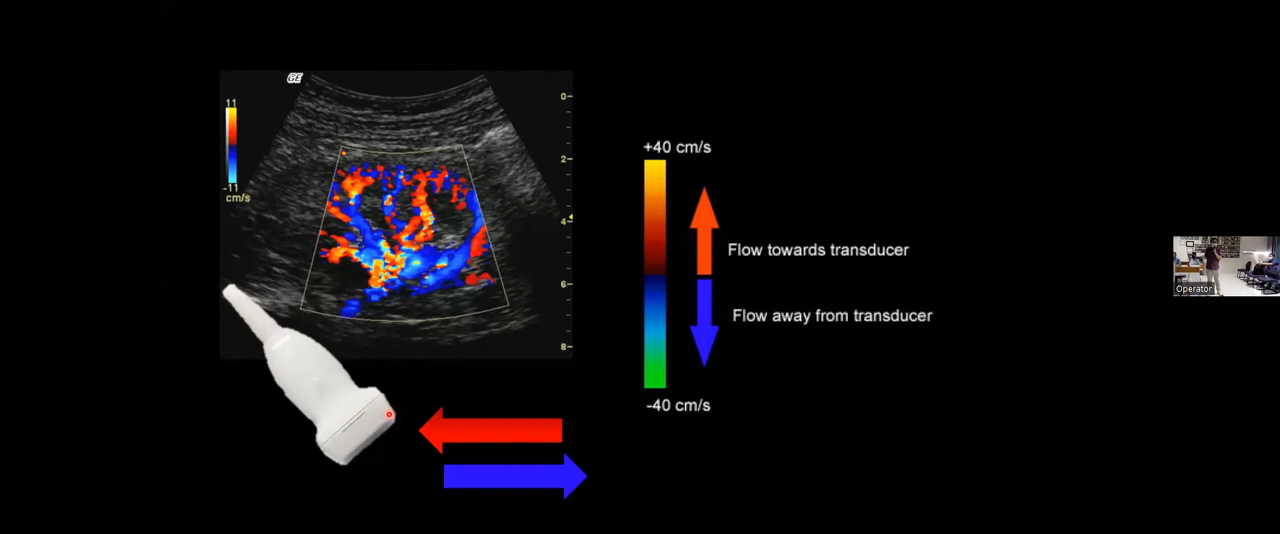 GE
11
-11
cm/s
0
2
4
6
8
+40 cm/s
Flow towards transducer
Flow away from transducer
-40 cm/s
Operator